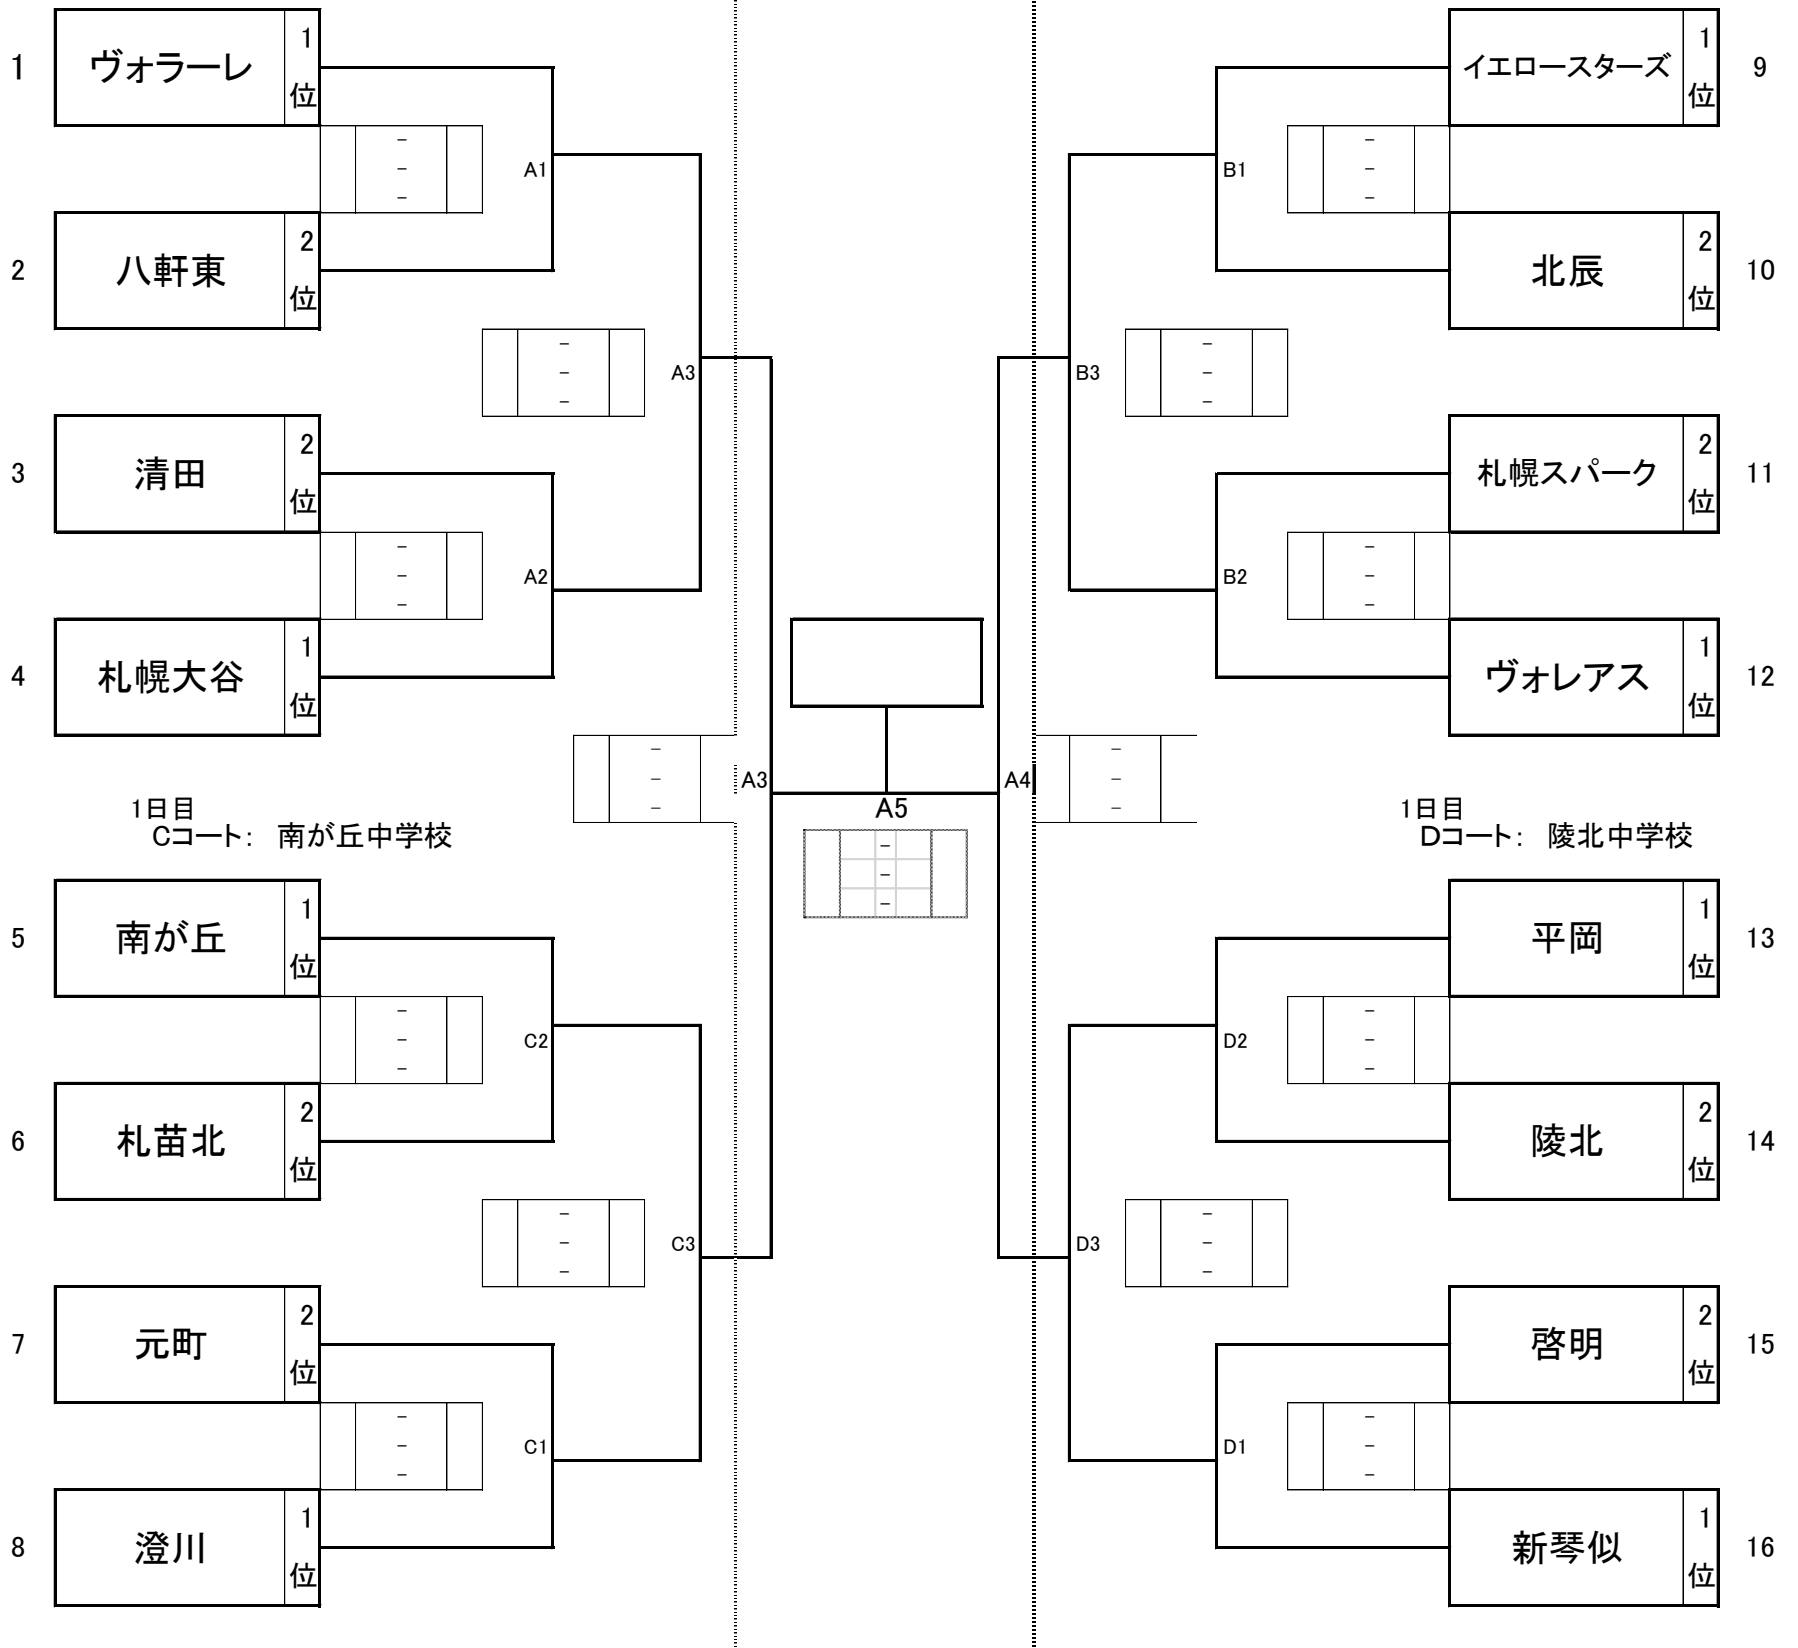 1 ヴォラーレ 1位
- - -
A1
2 八軒東 2位
- - -
A3
3 清田 2位
- - -
A2
4 札幌大谷 1位
- - -
A3
1日目
Cコート: 南が丘中学校
5 南が丘 1位
- - -
C2
6 札苗北 2位
- - -
C3
7 元町 2位
- - -
C1
8 澄川 1位
A5
- - -
イエロースターズ 1位 9
- - -
B1
北辰 2位 10
- - -
B3
札幌スパーク 2位 11
- - -
B2
ヴォレアス 1位 12
- - -
A4
1日目
Dコート: 陵北中学校
平岡 1位 13
- - -
D2
陵北 2位 14
- - -
D3
啓明 2位 15
- - -
D1
新琴似 1位 16